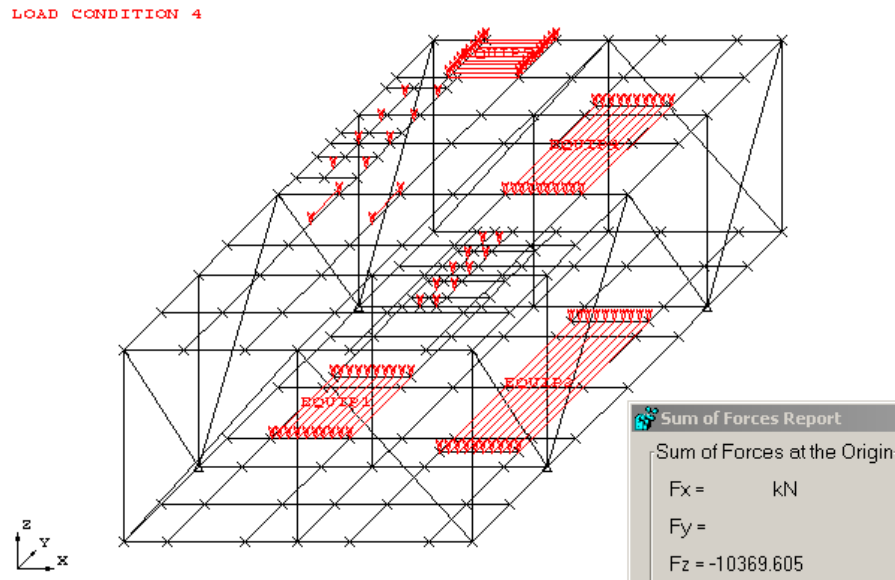 LOAD CONDITION 4
EQUIP4
EQUIP1
Sum of Forces Report
Sum of Forces at the Origin
Fx = kN
Fy =
Fz = -10369.605
Z
Y
X